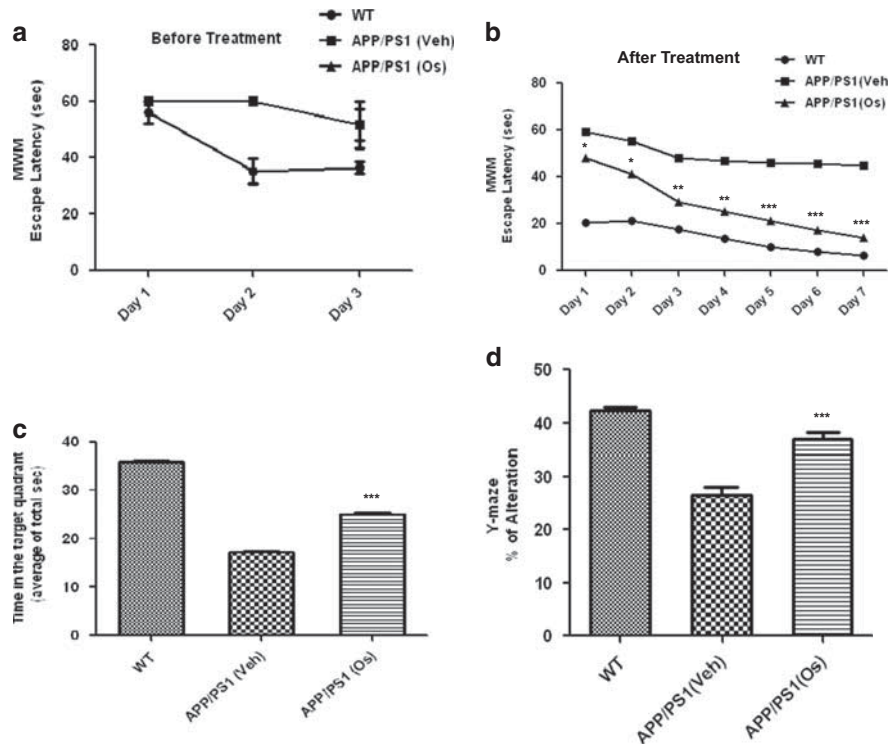 a
Before Treatment
WT
APP/PS1 (Veh)
APP/PS1 (Os)
MWM
Escape Latency (sec)
80
60
40
20
0
Day 1
Day 2
Day 3
b
After Treatment
WT
APP/PS1(Veh)
APP/PS1(Os)
MWM
Escape Latency (sec)
80
60
40
20
0
*
*
**
**
***
***
***
Day 1
Day 2
Day 3
Day 4
Day 5
Day 6
Day 7
c
Time in the target quadrant
(average of total sec)
40
30
20
10
0
***
WT
APP/PS1 (Veh)
APP/PS1 (Os)
d
Y-maze
% of Alteration
50
40
30
20
10
0
***
WT
APP/PS1(Veh)
APP/PS1(Os)